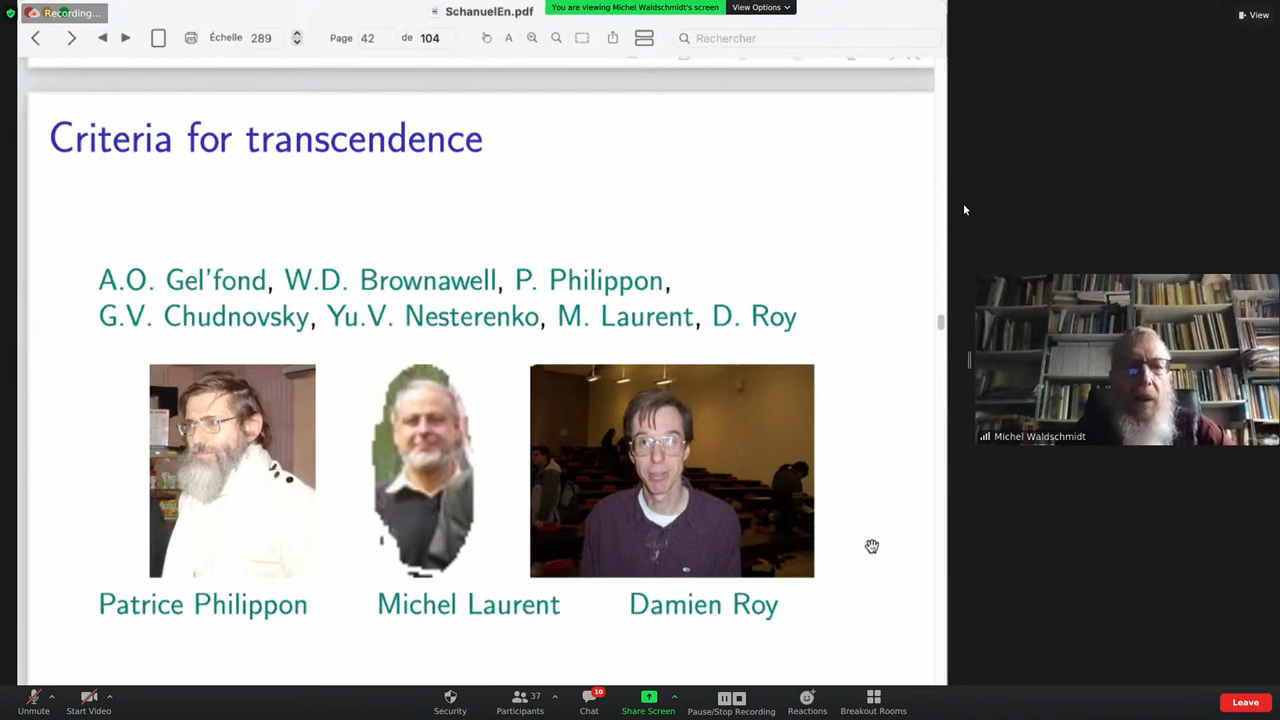 Recording...
SchanuelEn.pdf
You are viewing Michel Waldschmidt's screen
View Options
View
Échelle 289
Page 42 de 104
A
Rechercher
Criteria for transcendence
A.O. Gel'fond, W.D. Brownawell, P. Philippon,
G.V. Chudnovsky, Yu.V. Nesterenko, M. Laurent, D. Roy
Patrice Philippon
Michel Laurent
Damien Roy
Michel Waldschmidt
Unmute
Start Video
Security
37
Participants
10
Chat
Share Screen
Pause/Stop Recording
Reactions
Breakout Rooms
Leave